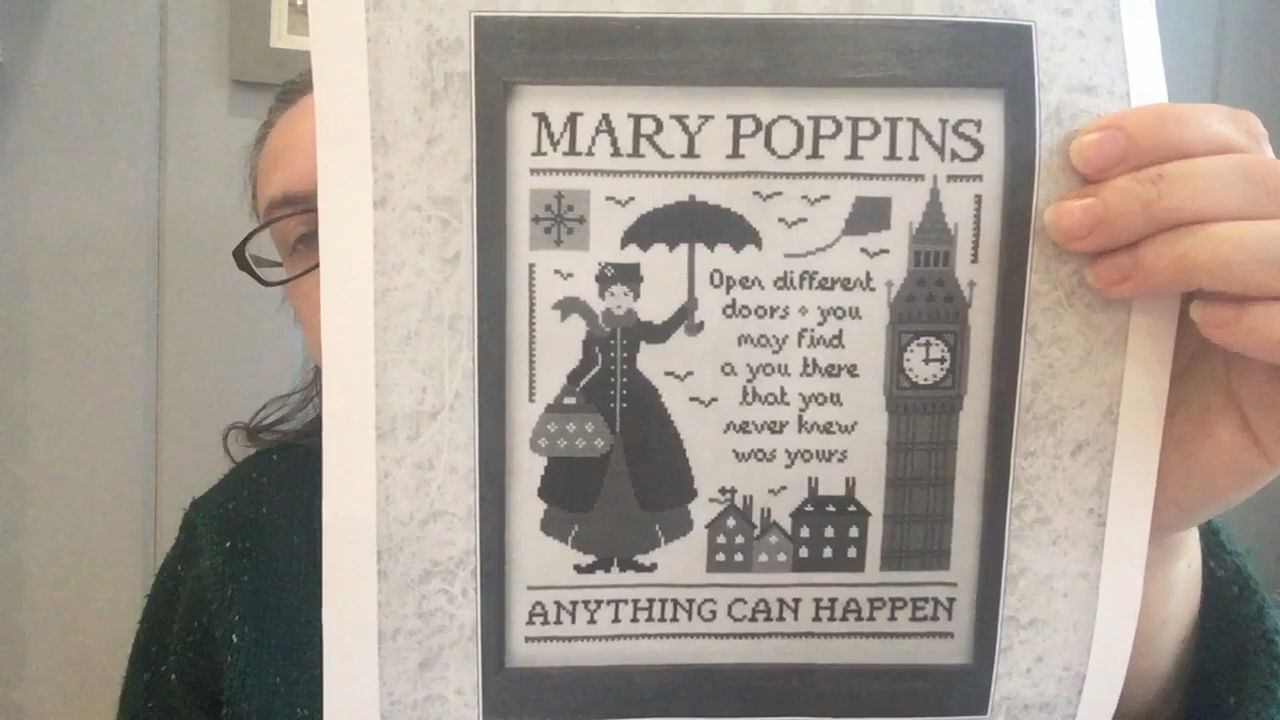 MARY POPPINS
Open different
doors + you
may find
a you there
that you
never knew
was yours
ANYTHING CAN HAPPEN